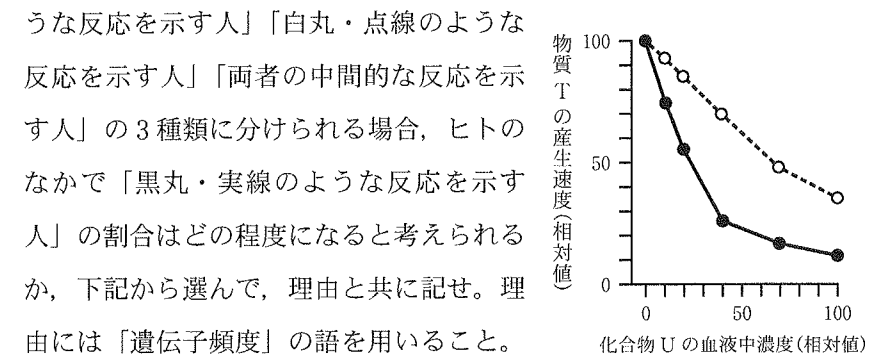 うな反応を示す人」「白丸・点線のような
反応を示す人」「両者の中間的な反応を示
す人」の3種類に分けられる場合，ヒトの
なかで「黒丸・実線のような反応を示す
人」の割合はどの程度になると考えられる
か，下記から選んで，理由と共に記せ。理
由には「遺伝子頻度」の語を用いること。
物質Tの産生速度(相対値)
100
50
0
0 50 100
化合物Uの血液中濃度(相対値)